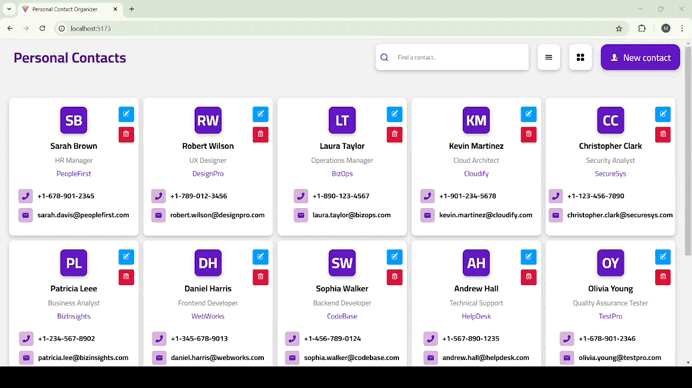 Personal Contact Organizer
localhost:5173
M
Personal Contacts
Find a contact..
New contact
SB
Sarah Brown
HR Manager
PeopleFirst
+1-678-901-2345
sarah.davis@peoplefirst.com
RW
Robert Wilson
UX Designer
DesignPro
+1-789-012-3456
robert.wilson@designpro.com
LT
Laura Taylor
Operations Manager
BizOps
+1-890-123-4567
laura.taylor@bizops.com
KM
Kevin Martinez
Cloud Architect
Cloudify
+1-901-234-5678
kevin.martinez@cloudify.com
CC
Christopher Clark
Security Analyst
SecureSys
+1-123-456-7890
christopher.clark@securesys.com
PL
Patricia Leee
Business Analyst
BizInsights
+1-234-567-8902
patricia.lee@bizinsights.com
DH
Daniel Harris
Frontend Developer
WebWorks
+1-345-678-9013
daniel.harris@webworks.com
SW
Sophia Walker
Backend Developer
CodeBase
+1-456-789-0124
sophia.walker@codebase.com
AH
Andrew Hall
Technical Support
HelpDesk
+1-567-890-1235
andrew.hall@helpdesk.com
OY
Olivia Young
Quality Assurance Tester
TestPro
+1-678-901-2346
olivia.young@testpro.com